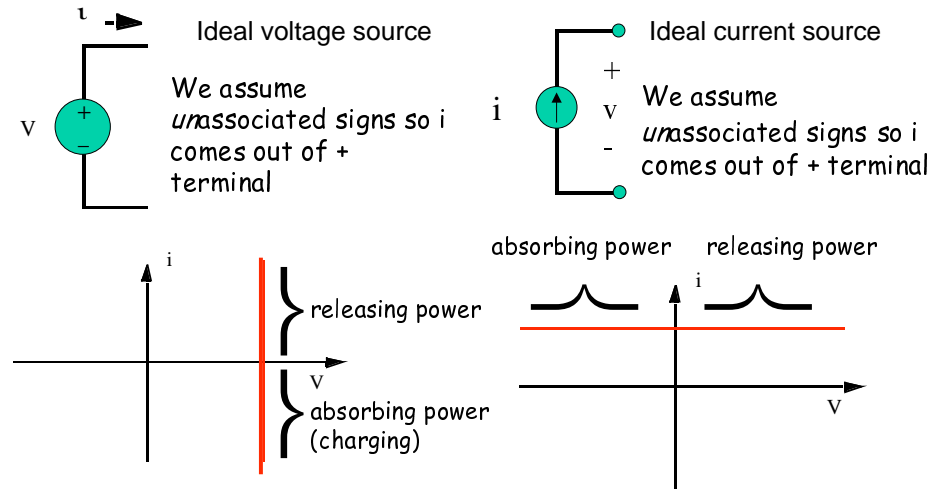 ι
Ideal voltage source
We assume
unassociated signs so i
comes out of +
terminal
v
+
–
Ideal current source
We assume
unassociated signs so i
comes out of + terminal
i
+
v
-
i
releasing power
v
absorbing power
(charging)
absorbing power
releasing power
i
v